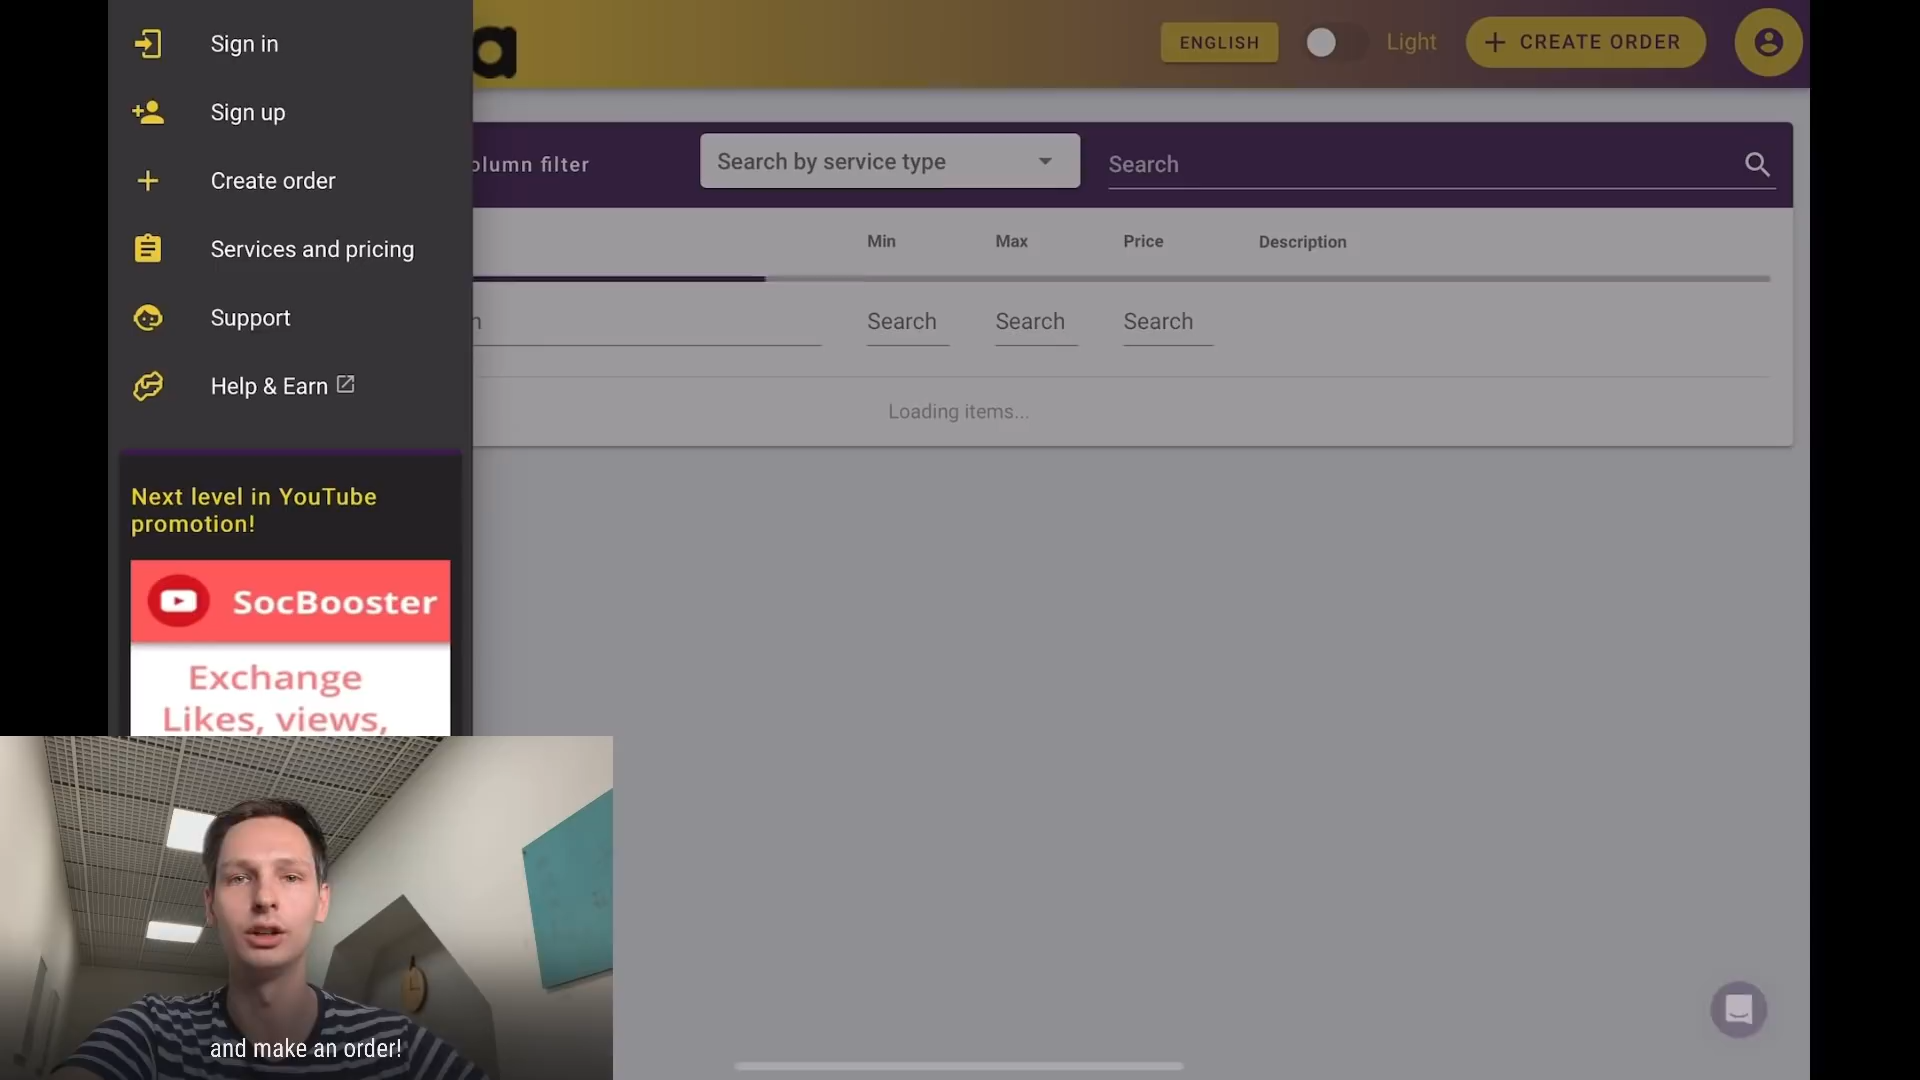 Sign in
Sign up
Create order
Services and pricing
Support
Help & Earn
Next level in YouTube
promotion!
SocBooster
Exchange
Likes, views,
a
ENGLISH
Light
+ CREATE ORDER
olumn filter
Search by service type
Search
Min
Max
Price
Description
n
Search
Search
Search
Loading items...
and make an order!